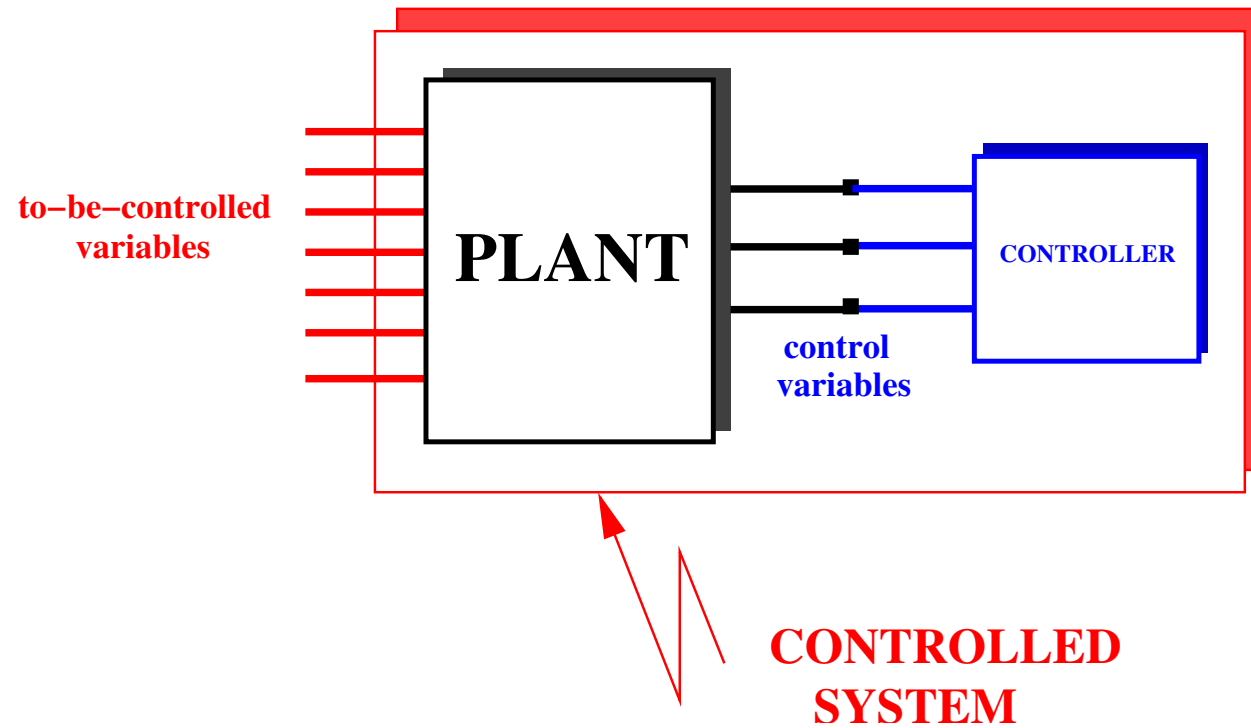 to−be−controlled
variables
PLANT
CONTROLLER
control
variables
CONTROLLED
SYSTEM